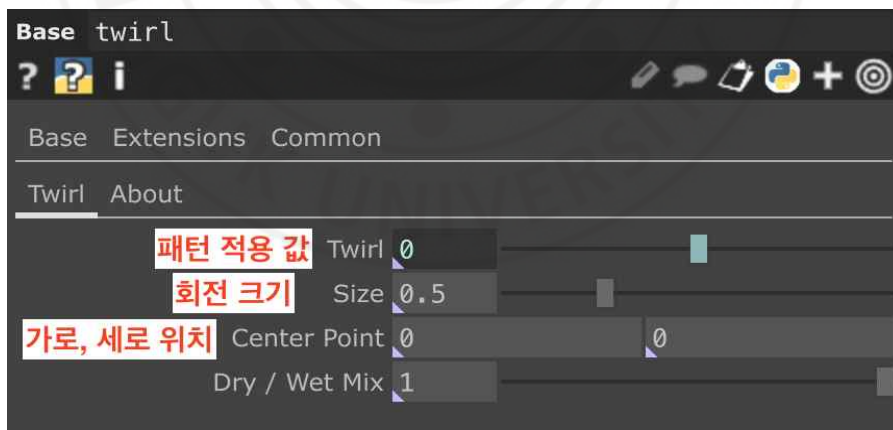 Base twirl
? ? i
Base Extensions Common
Twirl About
패턴 적용 값 Twirl 0
회전 크기 Size 0.5
가로, 세로 위치 Center Point 0 0
Dry / Wet Mix 1
UNIVERSITY